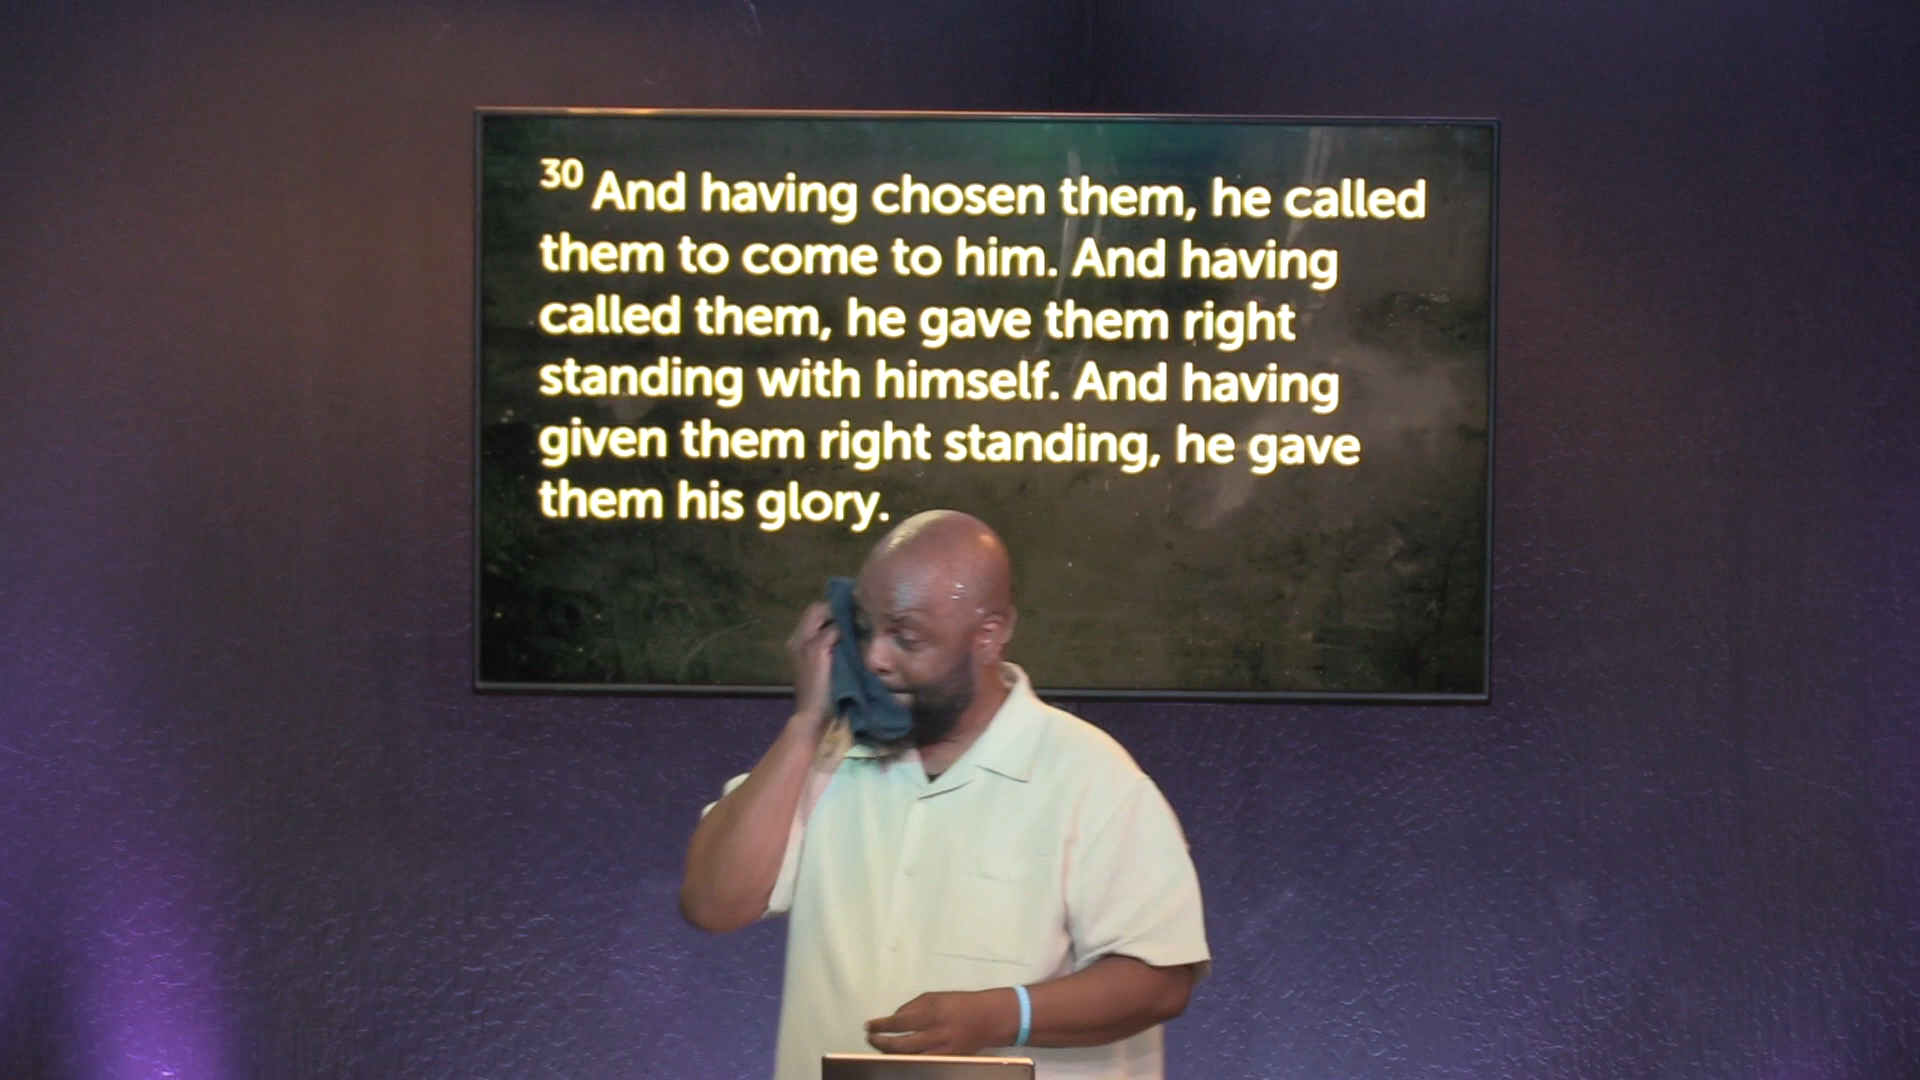 30 And having chosen them, he called
them to come to him. And having
called them, he gave them right
standing with himself. And having
given them right standing, he gave
them his glory.